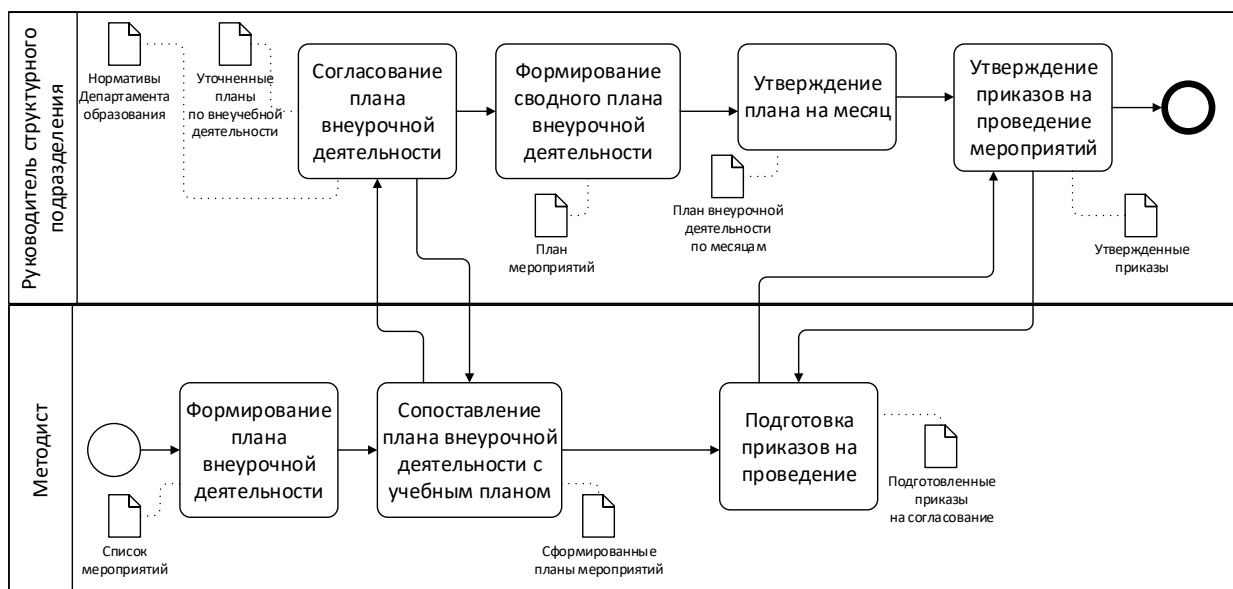 Руководитель структурного
подразделения
Нормативы
Департамента
образования
Уточненные
планы
по внеучебной
деятельности
Согласование
плана
внеурочной
деятельности
Формирование
сводного плана
внеурочной
деятельности
Утверждение
плана на месяц
Утверждение
приказов на
проведение
мероприятий
План
мероприятий
План внеурочной
деятельности
по месяцам
Утвержденные
приказы
Методист
Формирование
плана
внеурочной
деятельности
Сопоставление
плана внеурочной
деятельности с
учебным планом
Подготовка
приказов на
проведение
Список
мероприятий
Сформированные
планы мероприятий
Подготовленные
приказы
на согласование